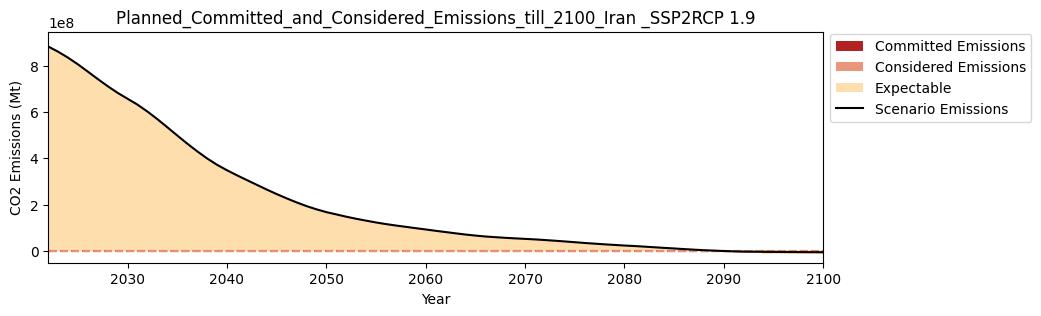 Planned_Committed_and_Considered_Emissions_till_2100_Iran _SSP2RCP 1.9
1e8
CO2 Emissions (Mt)
8
6
4
2
0
2030 2040 2050 2060 2070 2080 2090 2100
Year
Committed Emissions
Considered Emissions
Expectable
Scenario Emissions